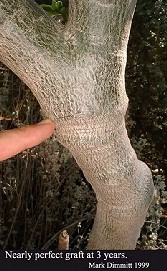 Nearly perfect graft at 3 years.
Mark Dimmitt 1999